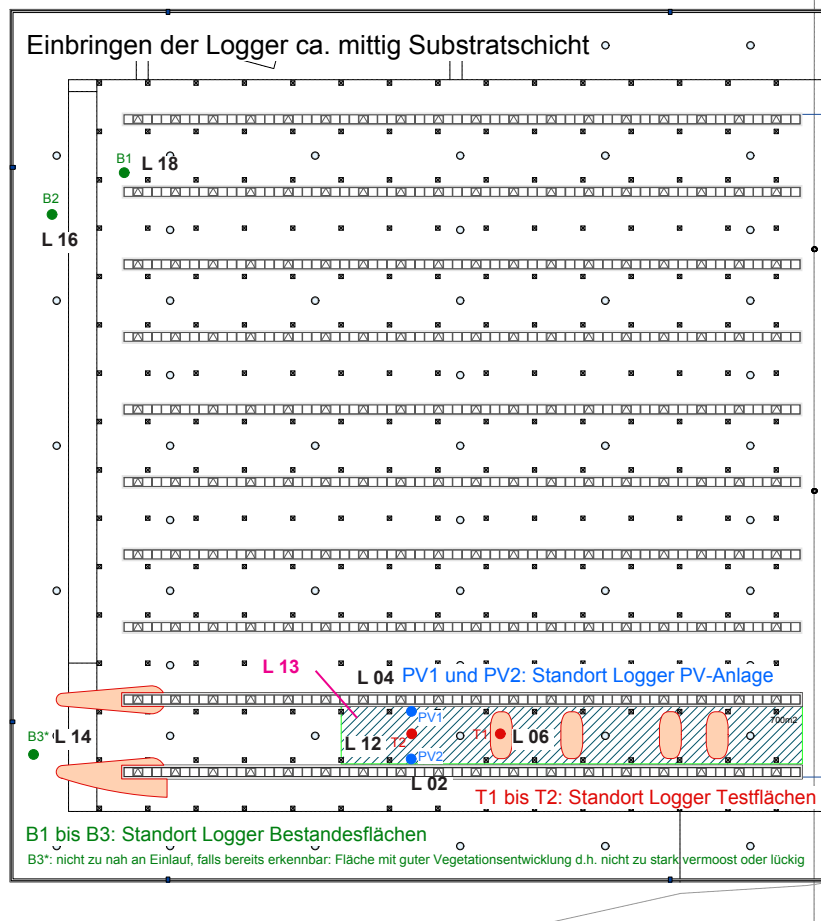 Einbringen der Logger ca. mittig Substratschicht
B1
L 18
B2
L 16
L 13
L 04
PV1 und PV2: Standort Logger PV-Anlage
PV1
700m2
B3*
L 14
L 12
T2
T1
L 06
PV2
L 02
T1 bis T2: Standort Logger Testflächen
B1 bis B3: Standort Logger Bestandesflächen
B3*: nicht zu nah an Einlauf, falls bereits erkennbar: Fläche mit guter Vegetationsentwicklung d.h. nicht zu stark vermoost oder lückig